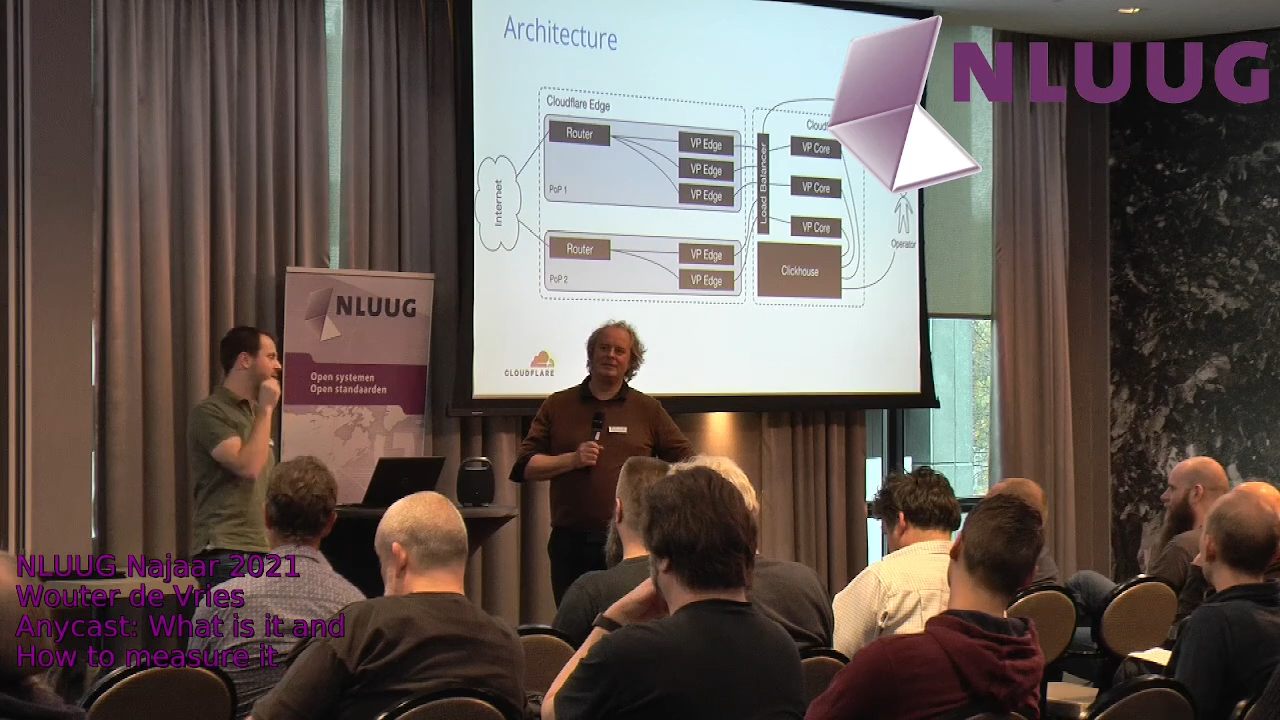 Architecture
NLUUG
Cloudflare Edge
Router
VP Edge
VP Edge
VP Edge
PoP 1
Internet
Router
VP Edge
VP Edge
PoP 2
Load Balancer
VP Core
VP Core
VP Core
Clickhouse
Operator
CLOUDFLARE
NLUUG
Open systemen
Open standaarden
NLUUG Najaar 2021
Wouter de Vries
Anycast: What is it and
How to measure it